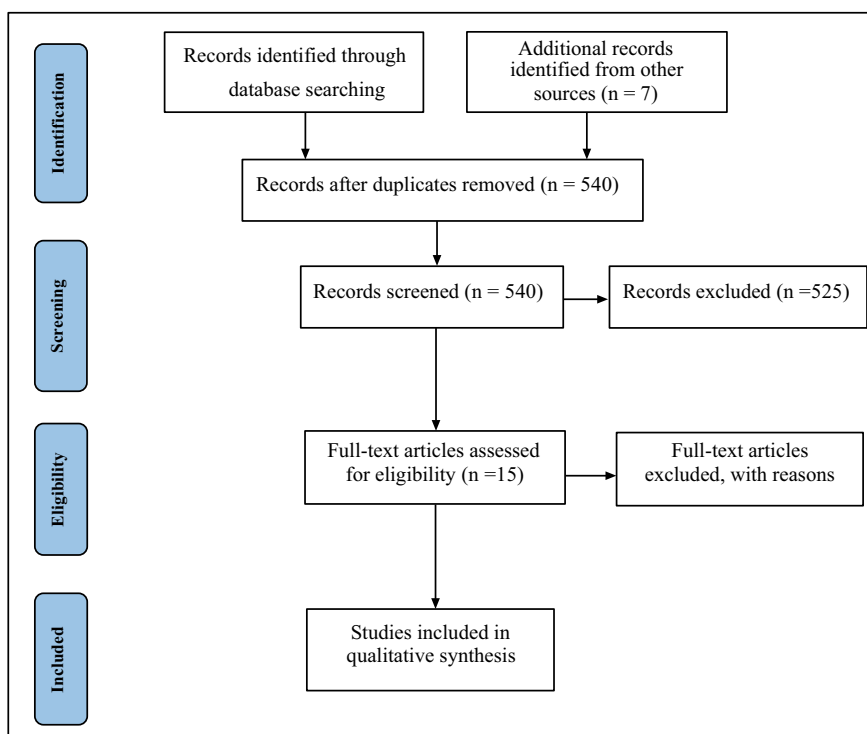 Identification
Records identified through
database searching
Additional records
identified from other
sources (n = 7)
Records after duplicates removed (n = 540)
Screening
Records screened (n = 540)
Records excluded (n =525)
Eligibility
Full-text articles assessed
for eligibility (n =15)
Full-text articles
excluded, with reasons
Included
Studies included in
qualitative synthesis